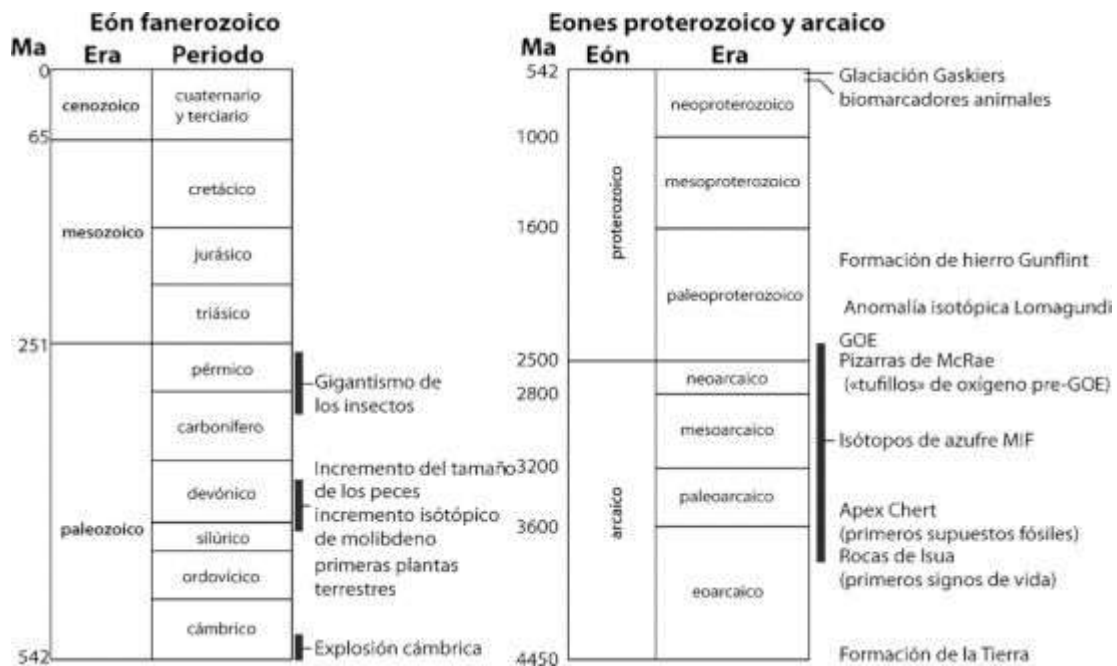 Eón fanerozoico
Ma
Era
Periodo
0
cenozoico
cuaternario
y terciario
65
mesozoico
cretácico
jurásico
triásico
251
paleozoico
pérmico
Gigantismo de
los insectos
carbonífero
devónico
Incremento del tamaño
de los peces
incremento isótópico
de molibdeno
silúrico
primeras plantas
terrestres
ordovícico
cámbrico
Explosión cámbrica
542
Eones proterozoico y arcaico
Ma
Eón
Era
542
Glaciación Gaskiers
biomarcadores animales
proterozoico
neoproterozoico
1000
mesoproterozoico
1600
paleoproterozoico
Formación de hierro Gunflint
Anomalía isotópica Lomagundi
GOE
2500
Pizarras de McRae
(«tufillos» de oxígeno pre-GOE)
arcaico
neoarcaico
2800
mesoarcaico
Isótopos de azufre MIF
3200
paleoarcaico
3600
Apex Chert
(primeros supuestos fósiles)
Rocas de Isua
(primeros signos de vida)
eoarcaico
4450
Formación de la Tierra